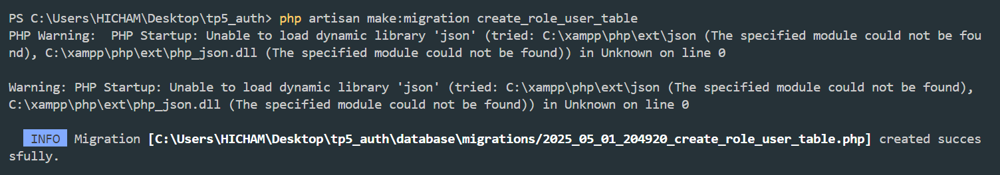 PS C:\Users\HICHAM\Desktop\tp5_auth> php artisan make:migration create_role_user_table
PHP Warning:  PHP Startup: Unable to load dynamic library 'json' (tried: C:\xampp\php\ext\json (The specified module could not be fou
nd), C:\xampp\php\ext\php_json.dll (The specified module could not be found)) in Unknown on line 0
Warning: PHP Startup: Unable to load dynamic library 'json' (tried: C:\xampp\php\ext\json (The specified module could not be found),
C:\xampp\php\ext\php_json.dll (The specified module could not be found)) in Unknown on line 0
INFO  Migration [C:\Users\HICHAM\Desktop\tp5_auth\database\migrations/2025_05_01_204920_create_role_user_table.php] created succes
sfully.